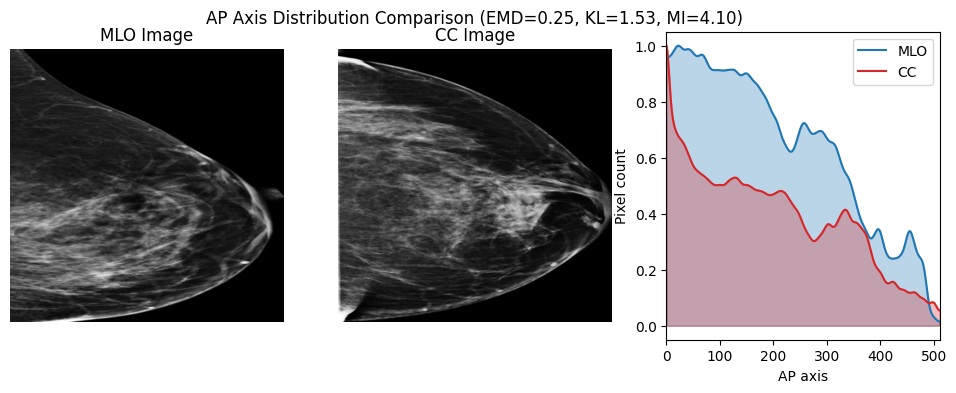 AP Axis Distribution Comparison (EMD=0.25, KL=1.53, MI=4.10)
MLO Image
CC Image
MLO
CC
Pixel count
1.0
0.8
0.6
0.4
0.2
0.0
0 100 200 300 400 500
AP axis